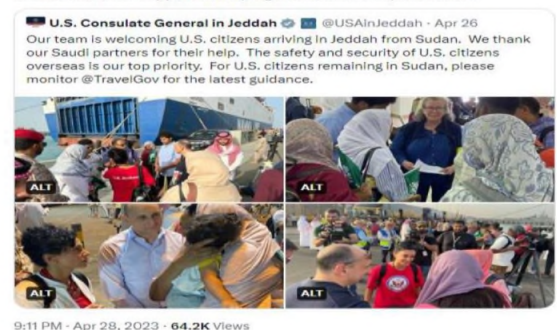 U.S. Consulate General in Jeddah @USAinJeddah · Apr 26
Our team is welcoming U.S. citizens arriving in Jeddah from Sudan. We thank
our Saudi partners for their help. The safety and security of U.S. citizens
overseas is our top priority. For U.S. citizens remaining in Sudan, please
monitor @TravelGov for the latest guidance.
ALT
ALT
ALT
ALT
9:11 PM · Apr 28, 2023 · 64.2K Views